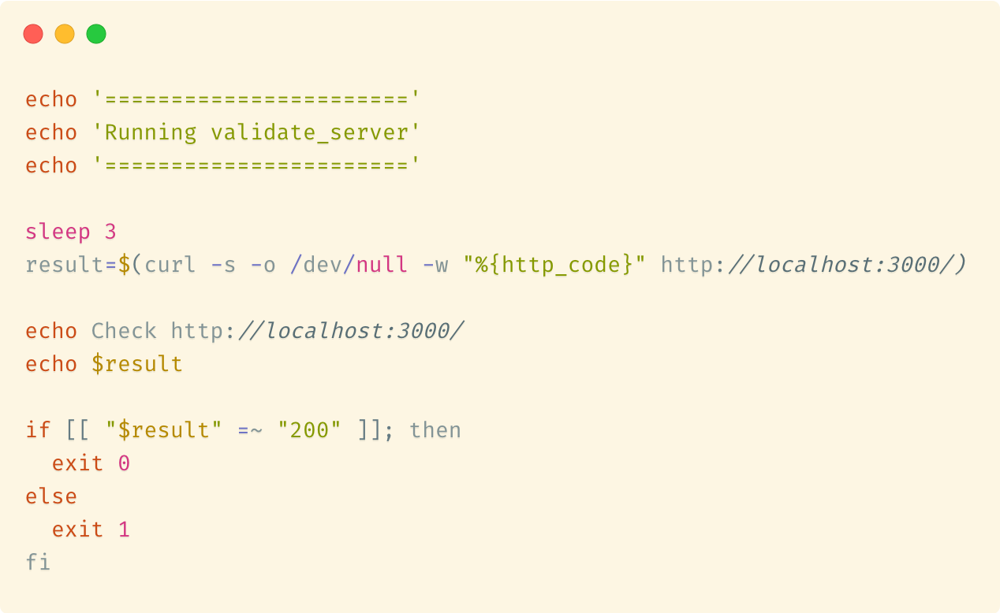 echo '======================='
echo 'Running validate_server'
echo '======================='
sleep 3
result=$(curl -s -o /dev/null -w "%{http_code}" http://localhost:3000/)
echo Check http://localhost:3000/
echo $result
if [[ "$result" =~ "200" ]]; then
  exit 0
else
  exit 1
fi